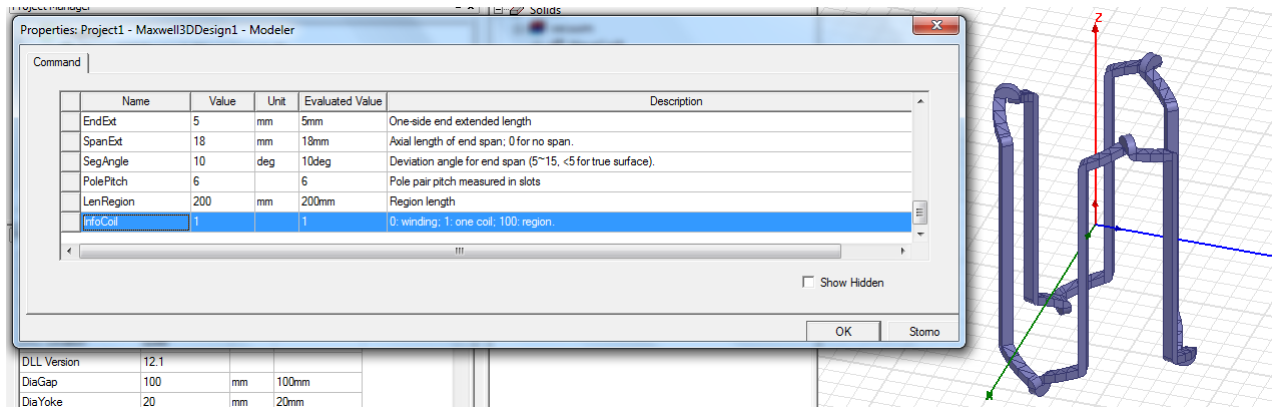 Project Manager
Solids
Properties: Project1 - Maxwell3DDesign1 - Modeler
Command
Name Value Unit Evaluated Value Description
EndExt 5 mm 5mm One-side end extended length
SpanExt 18 mm 18mm Axial length of end span; 0 for no span.
SegAngle 10 deg 10deg Deviation angle for end span (5~15, <5 for true surface).
PolePitch 6 6 Pole pair pitch measured in slots
LenRegion 200 mm 200mm Region length
InfoCoil 1 1 0: winding; 1: one coil; 100: region.
Show Hidden
OK Storno
DLL Version 12.1
DiaGap 100 mm 100mm
DiaYoke 20 mm 20mm
Z